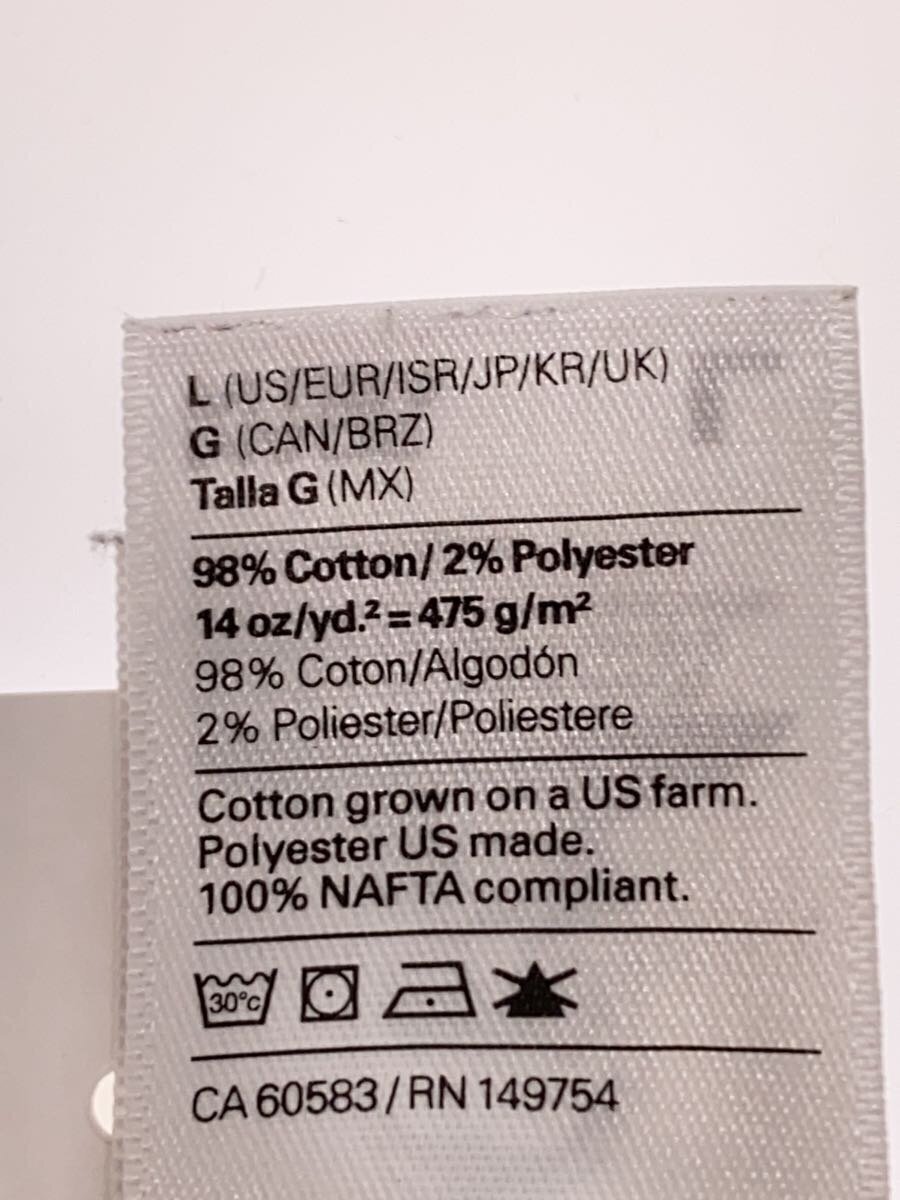 L (US/EUR/ISR/JP/KR/UK)
G (CAN/BRZ)
Talla G (MX)
98% Cotton/ 2% Polyester
14 oz/yd.² = 475 g/m²
98% Coton/Algodón
2% Poliester/Poliestere
Cotton grown on a US farm.
Polyester US made.
100% NAFTA compliant.
30°c
CA 60583 / RN 149754